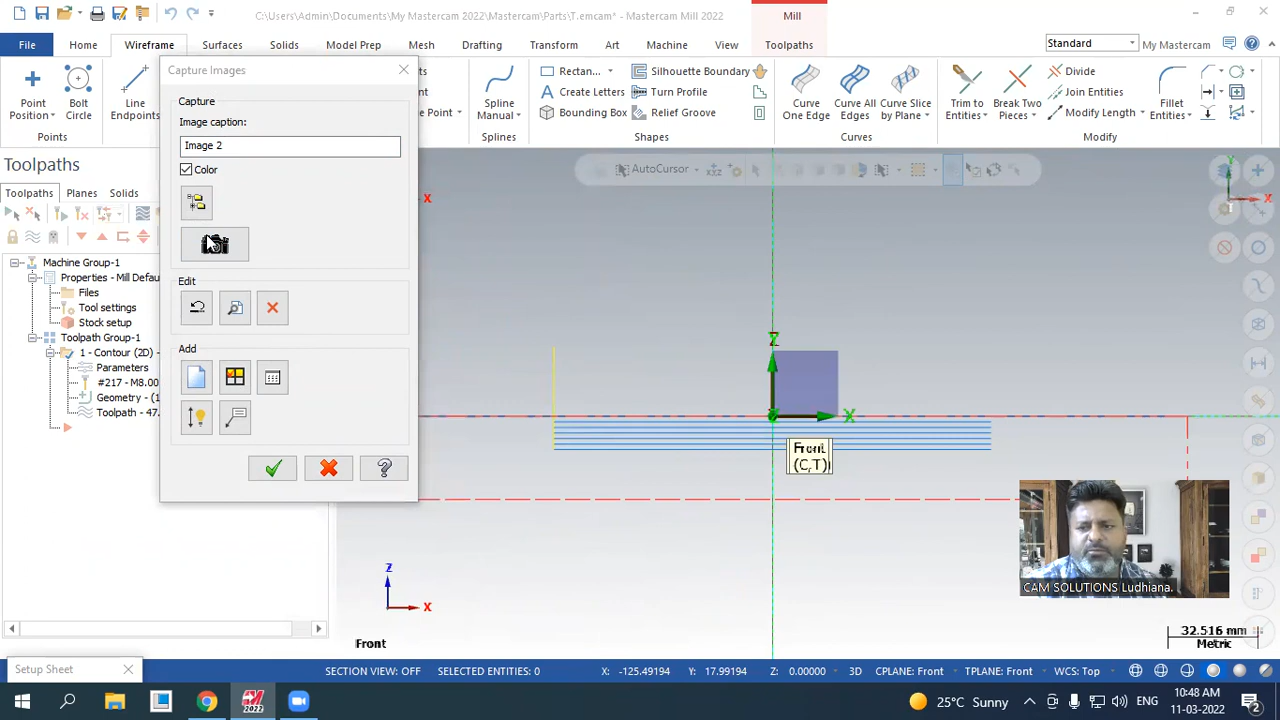 C:\Users\Admin\Documents\My Mastercam 2022\Mastercam\Parts\T.emcam* - Mastercam Mill 2022
Mill
File
Home
Wireframe
Surfaces
Solids
Model Prep
Mesh
Drafting
Transform
Art
Machine
View
Toolpaths
Standard
My Mastercam
Point
Position
Bolt
Circle
Line
Endpoints
Points
Spline
Manual
Splines
Rectan...
Create Letters
Bounding Box
Silhouette Boundary
Turn Profile
Relief Groove
Shapes
Curve
One Edge
Curve All
Edges
Curve Slice
by Plane
Curves
Trim to
Entities
Break Two
Pieces
Divide
Join Entities
Modify Length
Fillet
Entities
Modify
Capture Images
Capture
Image caption:
Image 2
Color
Edit
Add
Toolpaths
Toolpaths
Planes
Solids
Machine Group-1
Properties - Mill Defau
Files
Tool settings
Stock setup
Toolpath Group-1
1 - Contour (2D) -
Parameters
#217 - M8.00
Geometry - (1
Toolpath - 47.
AutoCursor
X
Y
X
Z
X
Front
(C,T)
Z
X
Front
CAM SOLUTIONS Ludhiana.
32.516 mm
Metric
Setup Sheet
SECTION VIEW: OFF
SELECTED ENTITIES: 0
X: -125.49194
Y: 17.99194
Z: 0.00000
3D
CPLANE: Front
TPLANE: Front
WCS: Top
2022
25°C Sunny
ENG
10:48 AM
11-03-2022
2